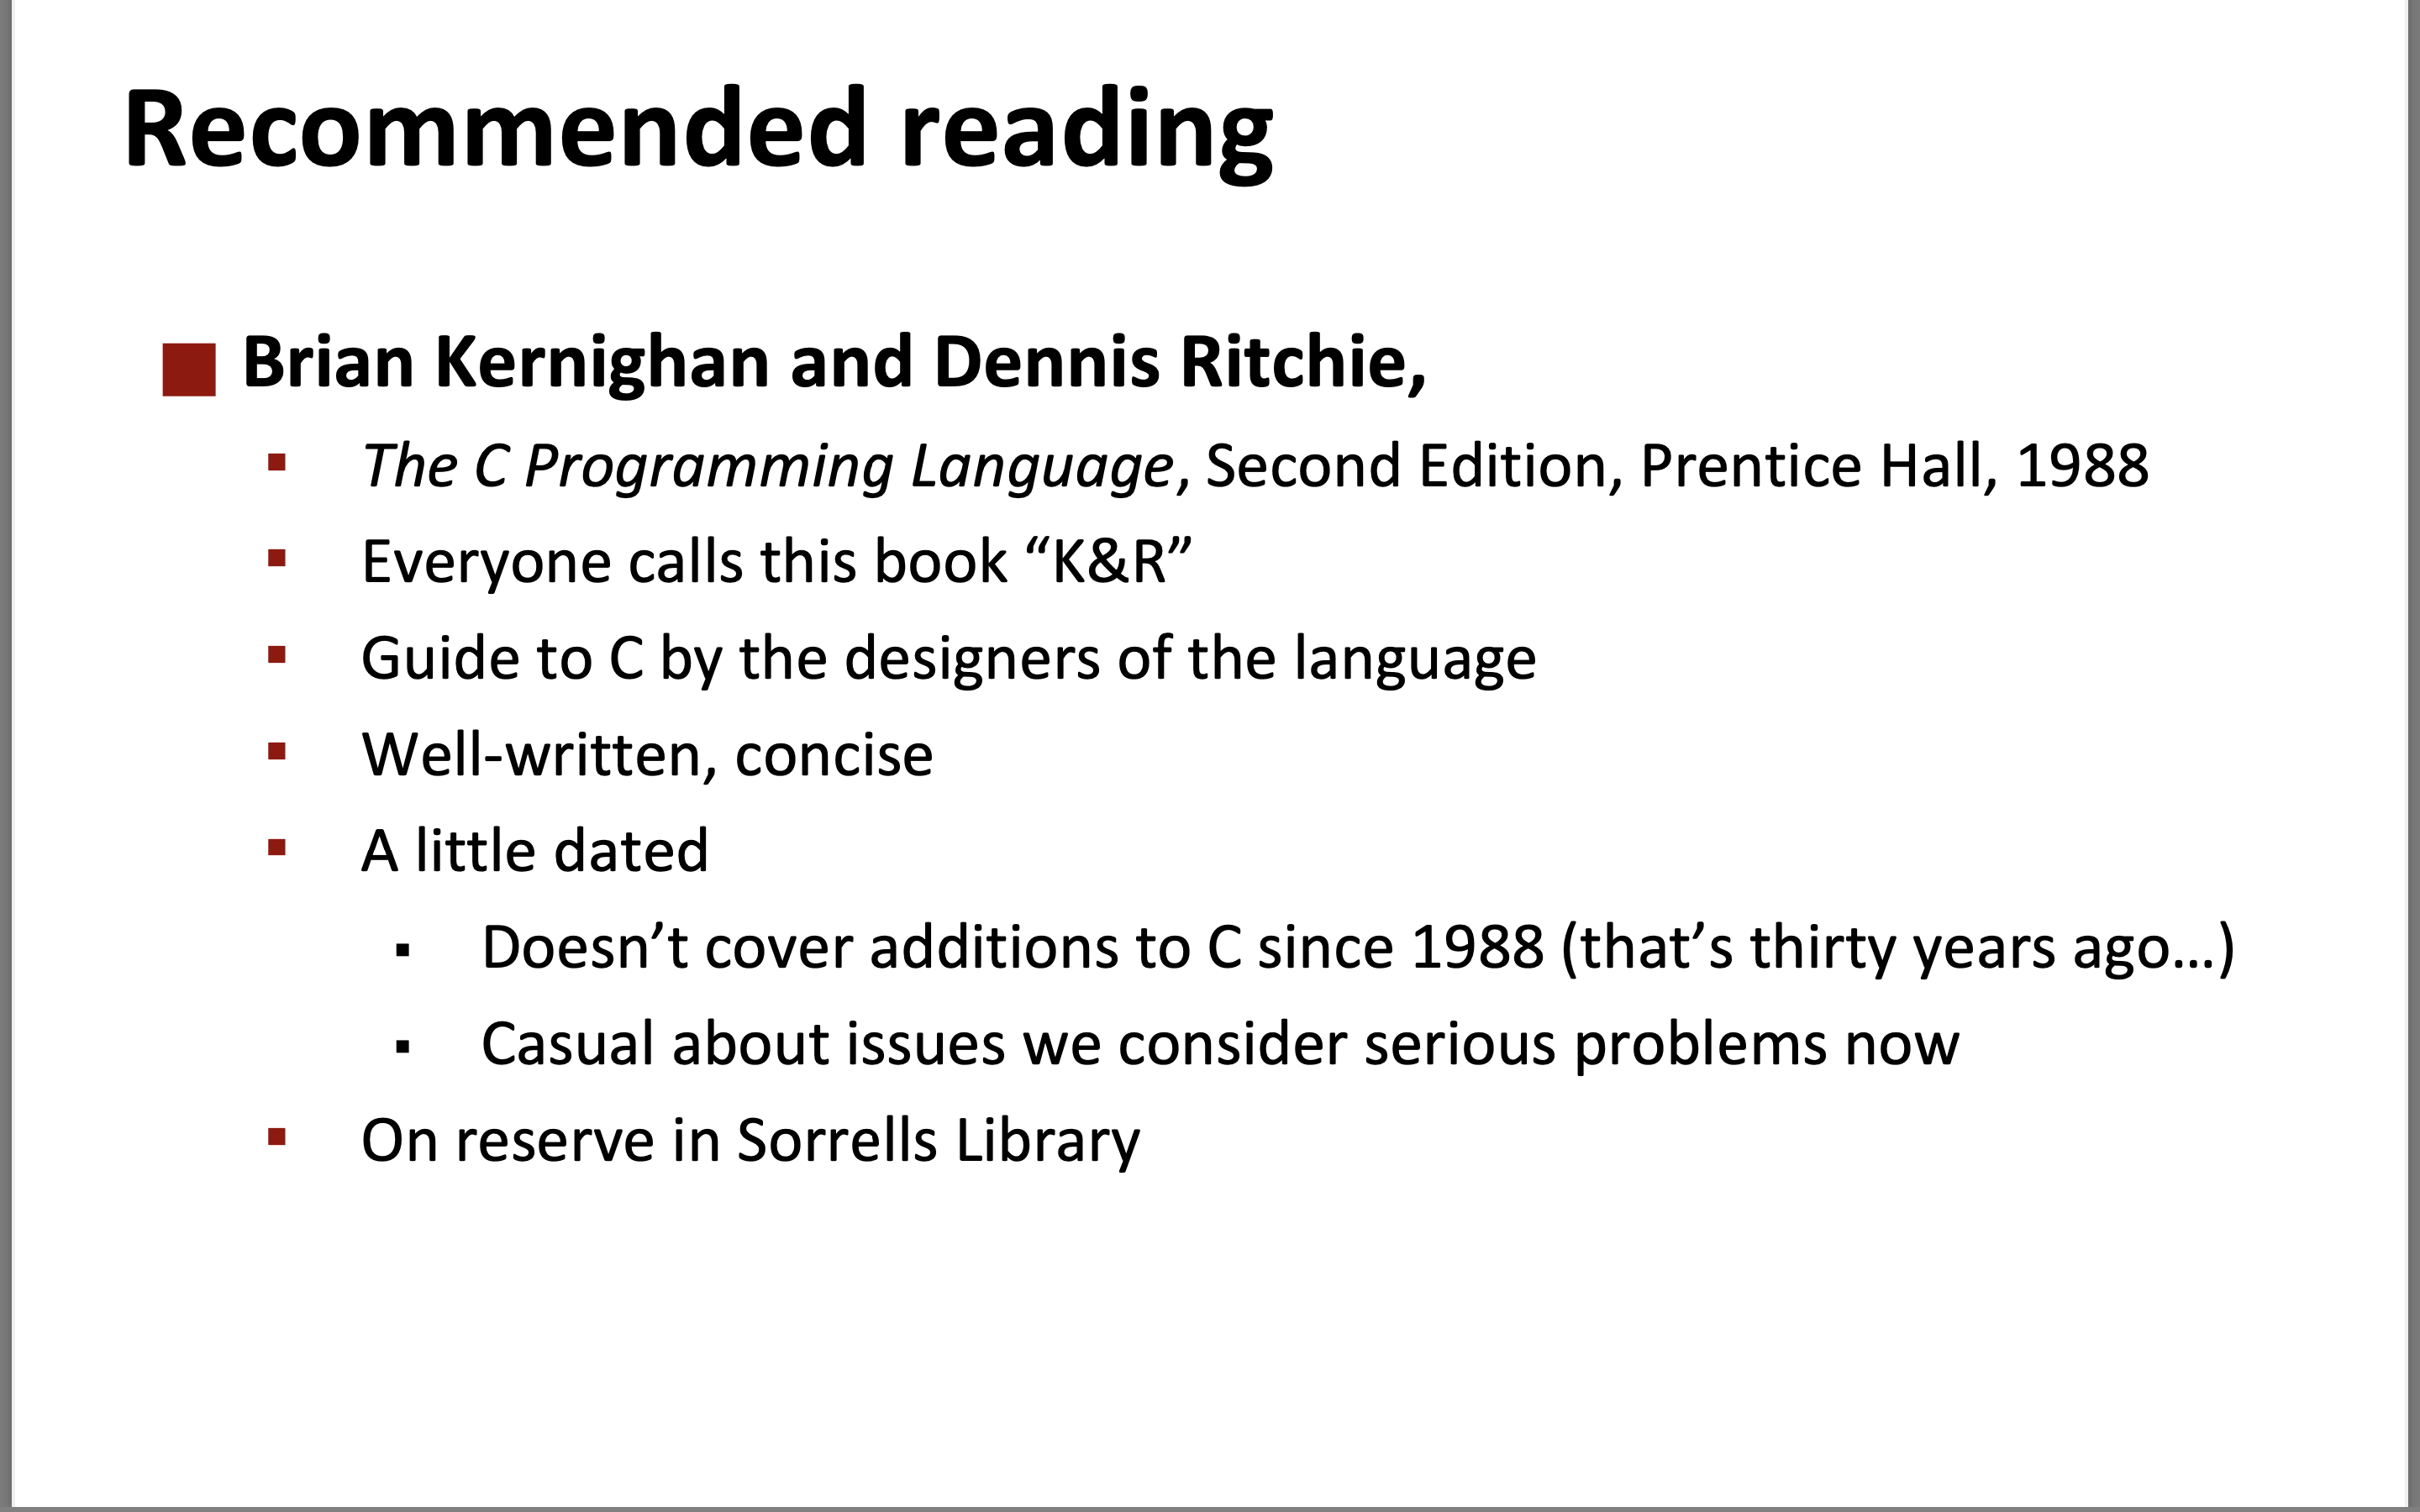 Recommended reading
Brian Kernighan and Dennis Ritchie,
The C Programming Language, Second Edition, Prentice Hall, 1988
Everyone calls this book “K&R”
Guide to C by the designers of the language
Well-written, concise
A little dated
Doesn’t cover additions to C since 1988 (that’s thirty years ago…)
Casual about issues we consider serious problems now
On reserve in Sorrells Library